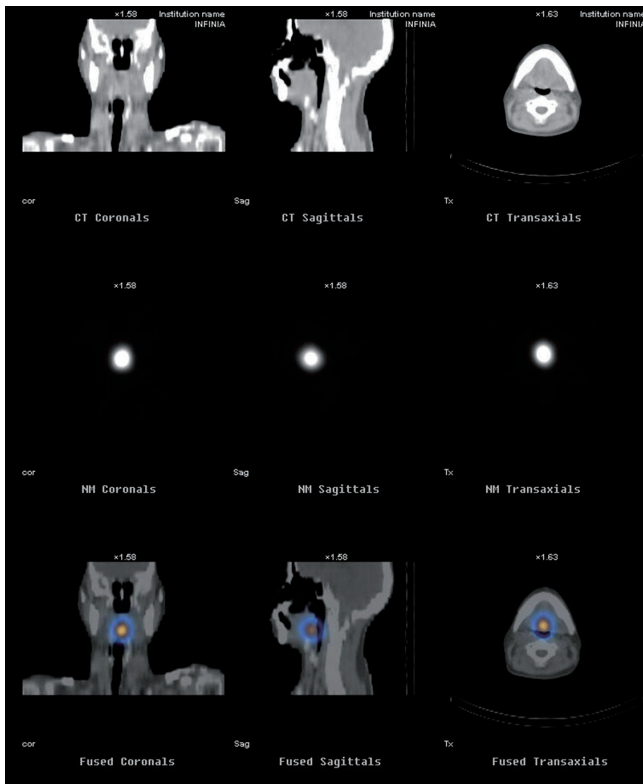 ×1.58 Institution name
INFINIA
×1.58 Institution name
INFINIA
×1.63 Institution name
INFINIA
cor
Sag
Tx
CT Coronals
CT Sagittals
CT Transaxials
×1.58
×1.58
×1.63
cor
Sag
Tx
NM Coronals
NM Sagittals
NM Transaxials
×1.58
×1.58
×1.63
cor
Sag
Tx
Fused Coronals
Fused Sagittals
Fused Transaxials